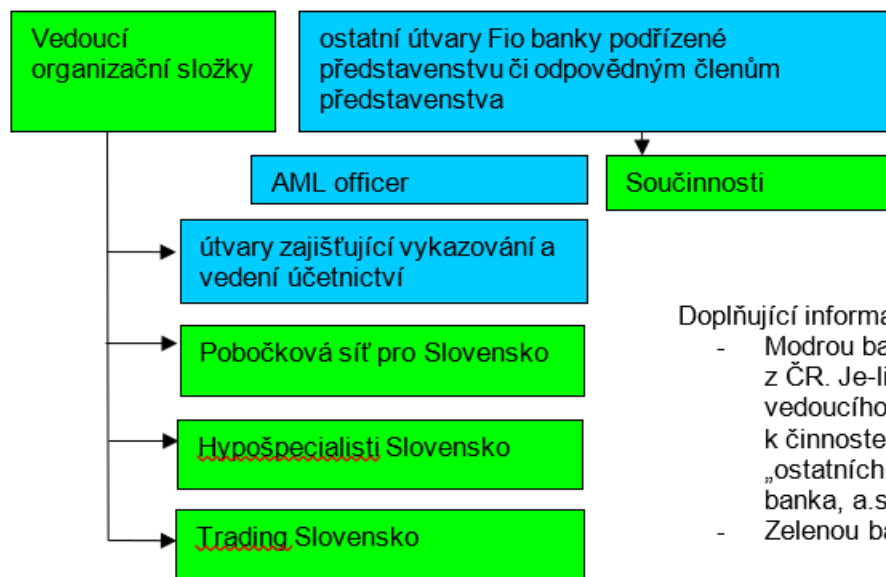 Vedoucí
organizační složky
ostatní útvary Fio banky podřízené
představenstvu či odpovědným členům
představenstva
AML officer
Součinnosti
útvary zajišťující vykazování a
vedení účetnictví
Pobočková síť pro Slovensko
Hypošpecialisti Slovensko
Trading Slovensko
Doplňující informa
- Modrou ba
z ČR. Je-li
vedoucího
k činnoste
„ostatních
banka, a.s
- Zelenou ba